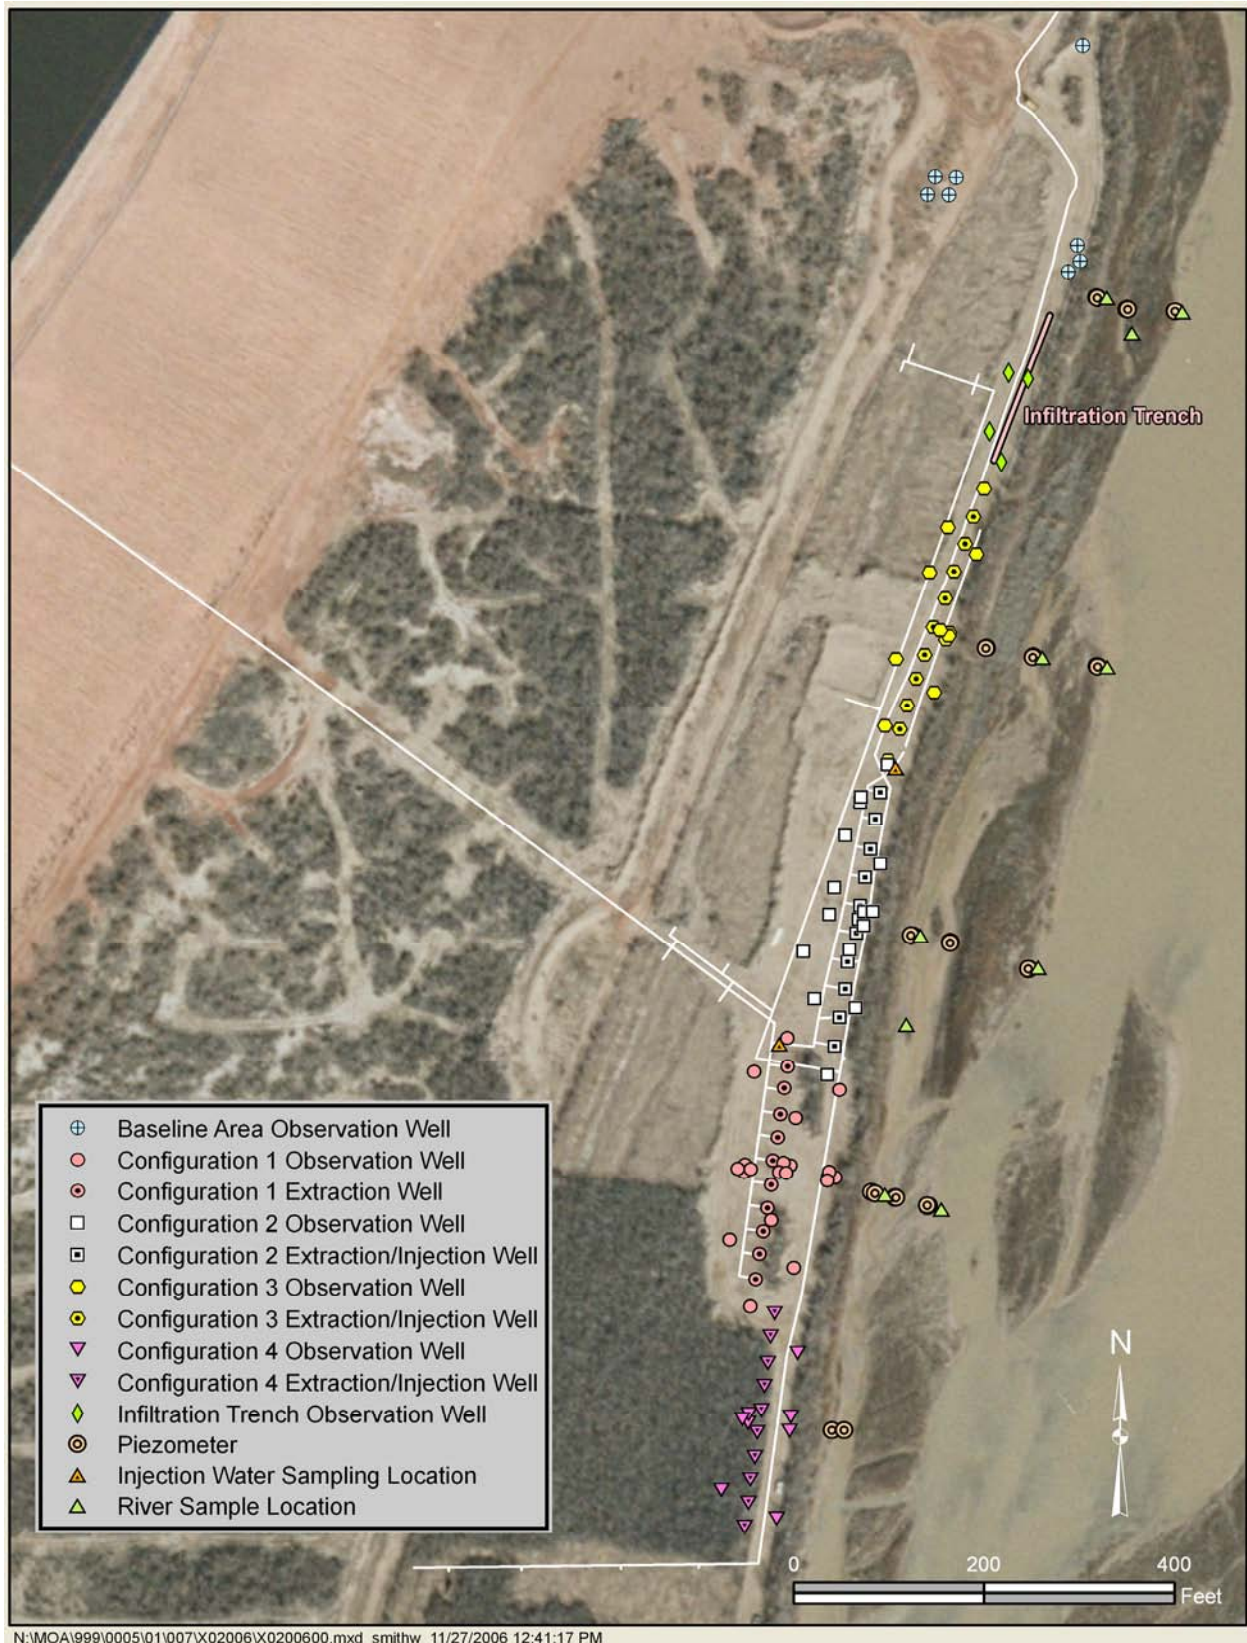 Infiltration Trench
Baseline Area Observation Well
Configuration 1 Observation Well
Configuration 1 Extraction Well
Configuration 2 Observation Well
Configuration 2 Extraction/Injection Well
Configuration 3 Observation Well
Configuration 3 Extraction/Injection Well
Configuration 4 Observation Well
Configuration 4 Extraction/Injection Well
Infiltration Trench Observation Well
Piezometer
Injection Water Sampling Location
River Sample Location
N
0 200 400
Feet
N:\MOA\999\0005\01\007\X02006\X0200600.mxd smithw 11/27/2006 12:41:17 PM